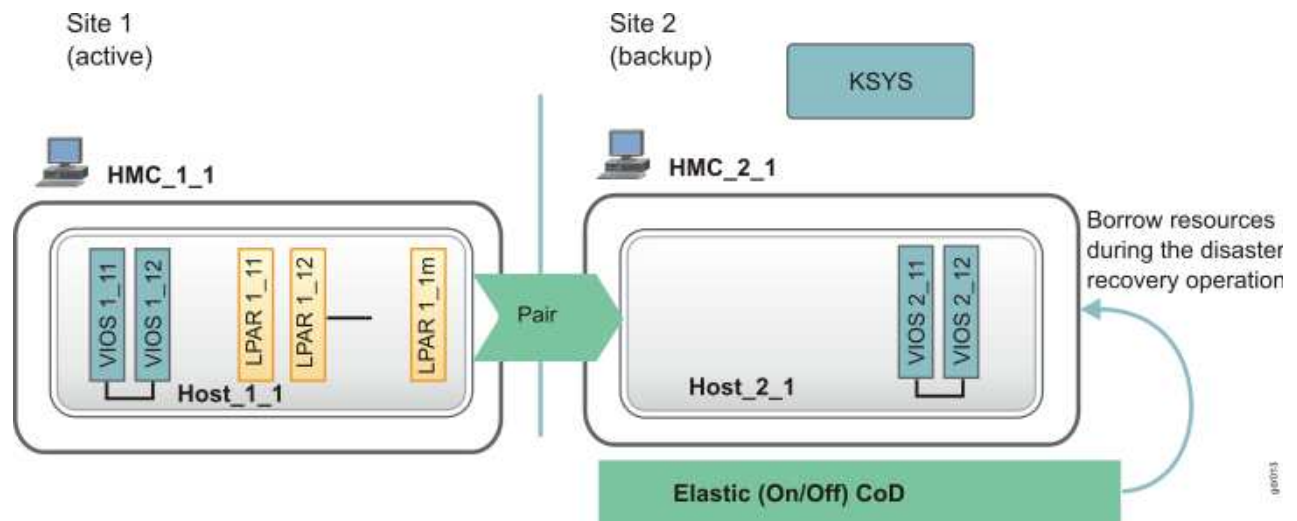 Site 1
(active)
Site 2
(backup)
KSYS
HMC_1_1
HMC_2_1
VIOS 1_11
VIOS 1_12
LPAR 1_11
LPAR 1_12
LPAR 1_1m
Host_1_1
Pair
VIOS 2_11
VIOS 2_12
Host_2_1
Borrow resources
during the disaster
recovery operation
Elastic (On/Off) CoD